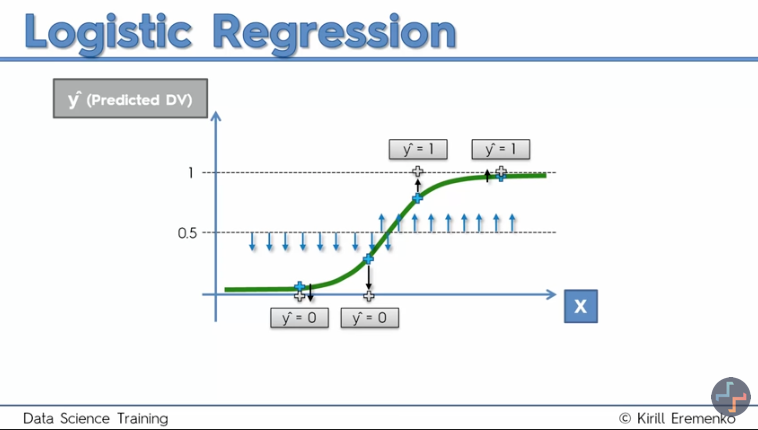 Logistic Regression
ŷ (Predicted DV)
ŷ = 1
ŷ = 1
1
0.5
X
ŷ = 0
ŷ = 0
Data Science Training
© Kirill Eremenko